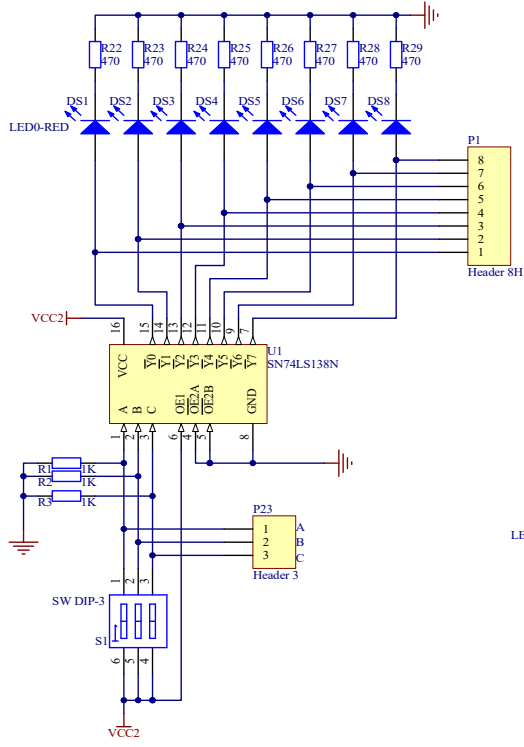 R22 R23 R24 R25 R26 R27 R28 R29
470 470 470 470 470 470 470 470
DS1 DS2 DS3 DS4 DS5 DS6 DS7 DS8
LED0-RED
P1
8
7
6
5
4
3
2
1
Header 8H
VCC2
16 15 14 13 12 11 10 9 7
U1
SN74LS138N
VCC Y0 Y1 Y2 Y3 Y4 Y5 Y6 Y7
A B C OE1 OE2A OE2B GND
1 2 3 6 4 5 8
R1 1K
R2 1K
R3 1K
P23
1 A
2 B
3 C
Header 3
1 2 3
SW DIP-3
S1
6 5 4
VCC2
LE